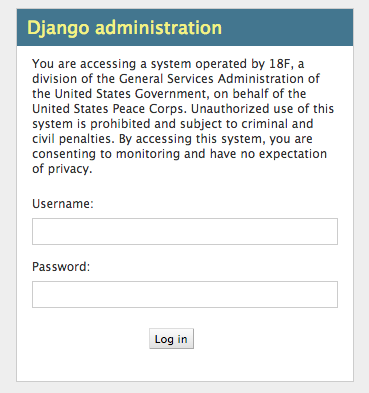 Django administration
You are accessing a system operated by 18F, a
division of the General Services Administration of
the United States Government, on behalf of the
United States Peace Corps. Unauthorized use of this
system is prohibited and subject to criminal and
civil penalties. By accessing this system, you are
consenting to monitoring and have no expectation
of privacy.
Username:
Password:
Log in